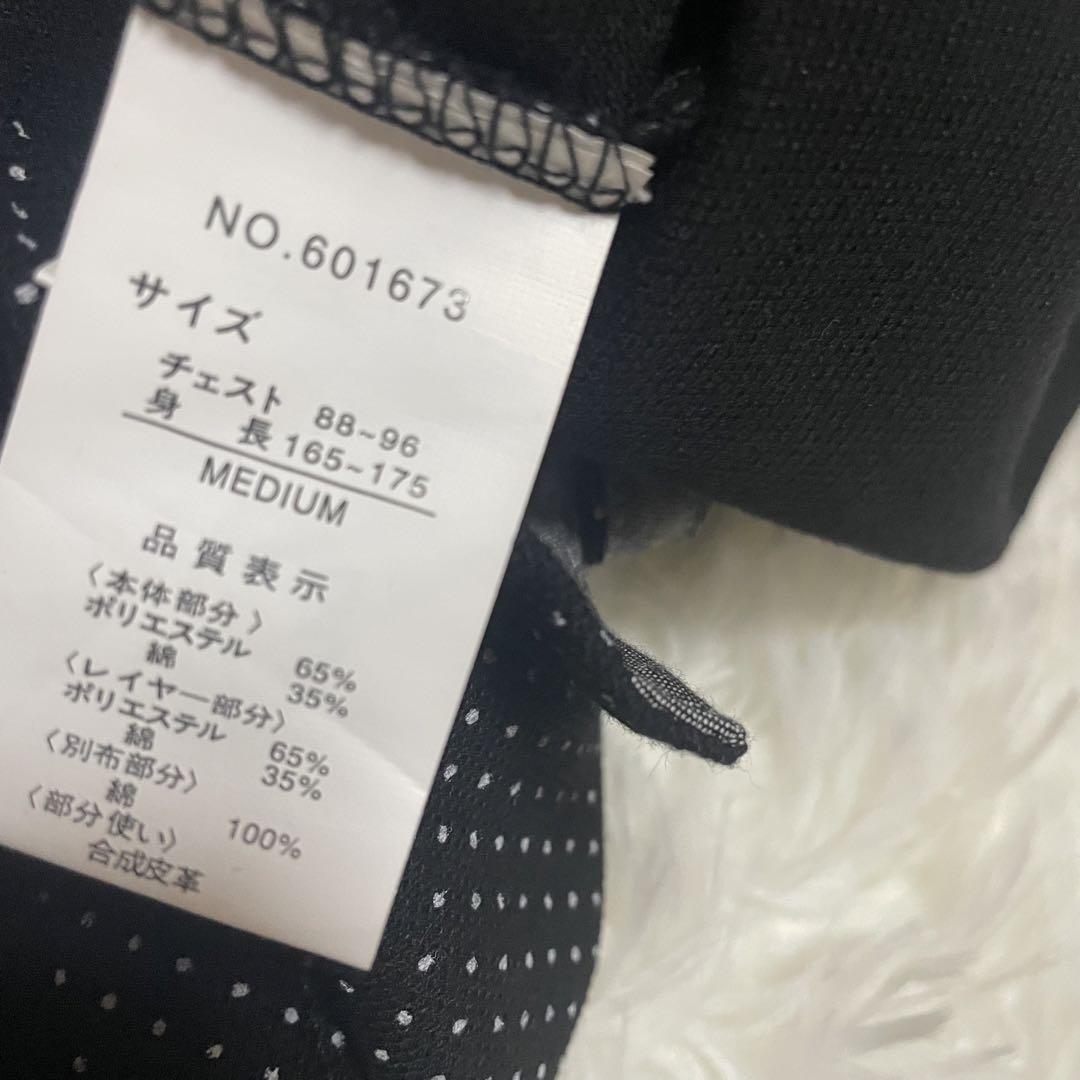 NO.601673
サイズ
チェスト 88~96
身 長 165~175
MEDIUM
品質表示
〈本体部分〉
ポリエステル 65%
綿 35%
〈レイヤー部分〉
ポリエステル 65%
綿 35%
〈別布部分〉
綿 100%
〈部分使い〉
合成皮革